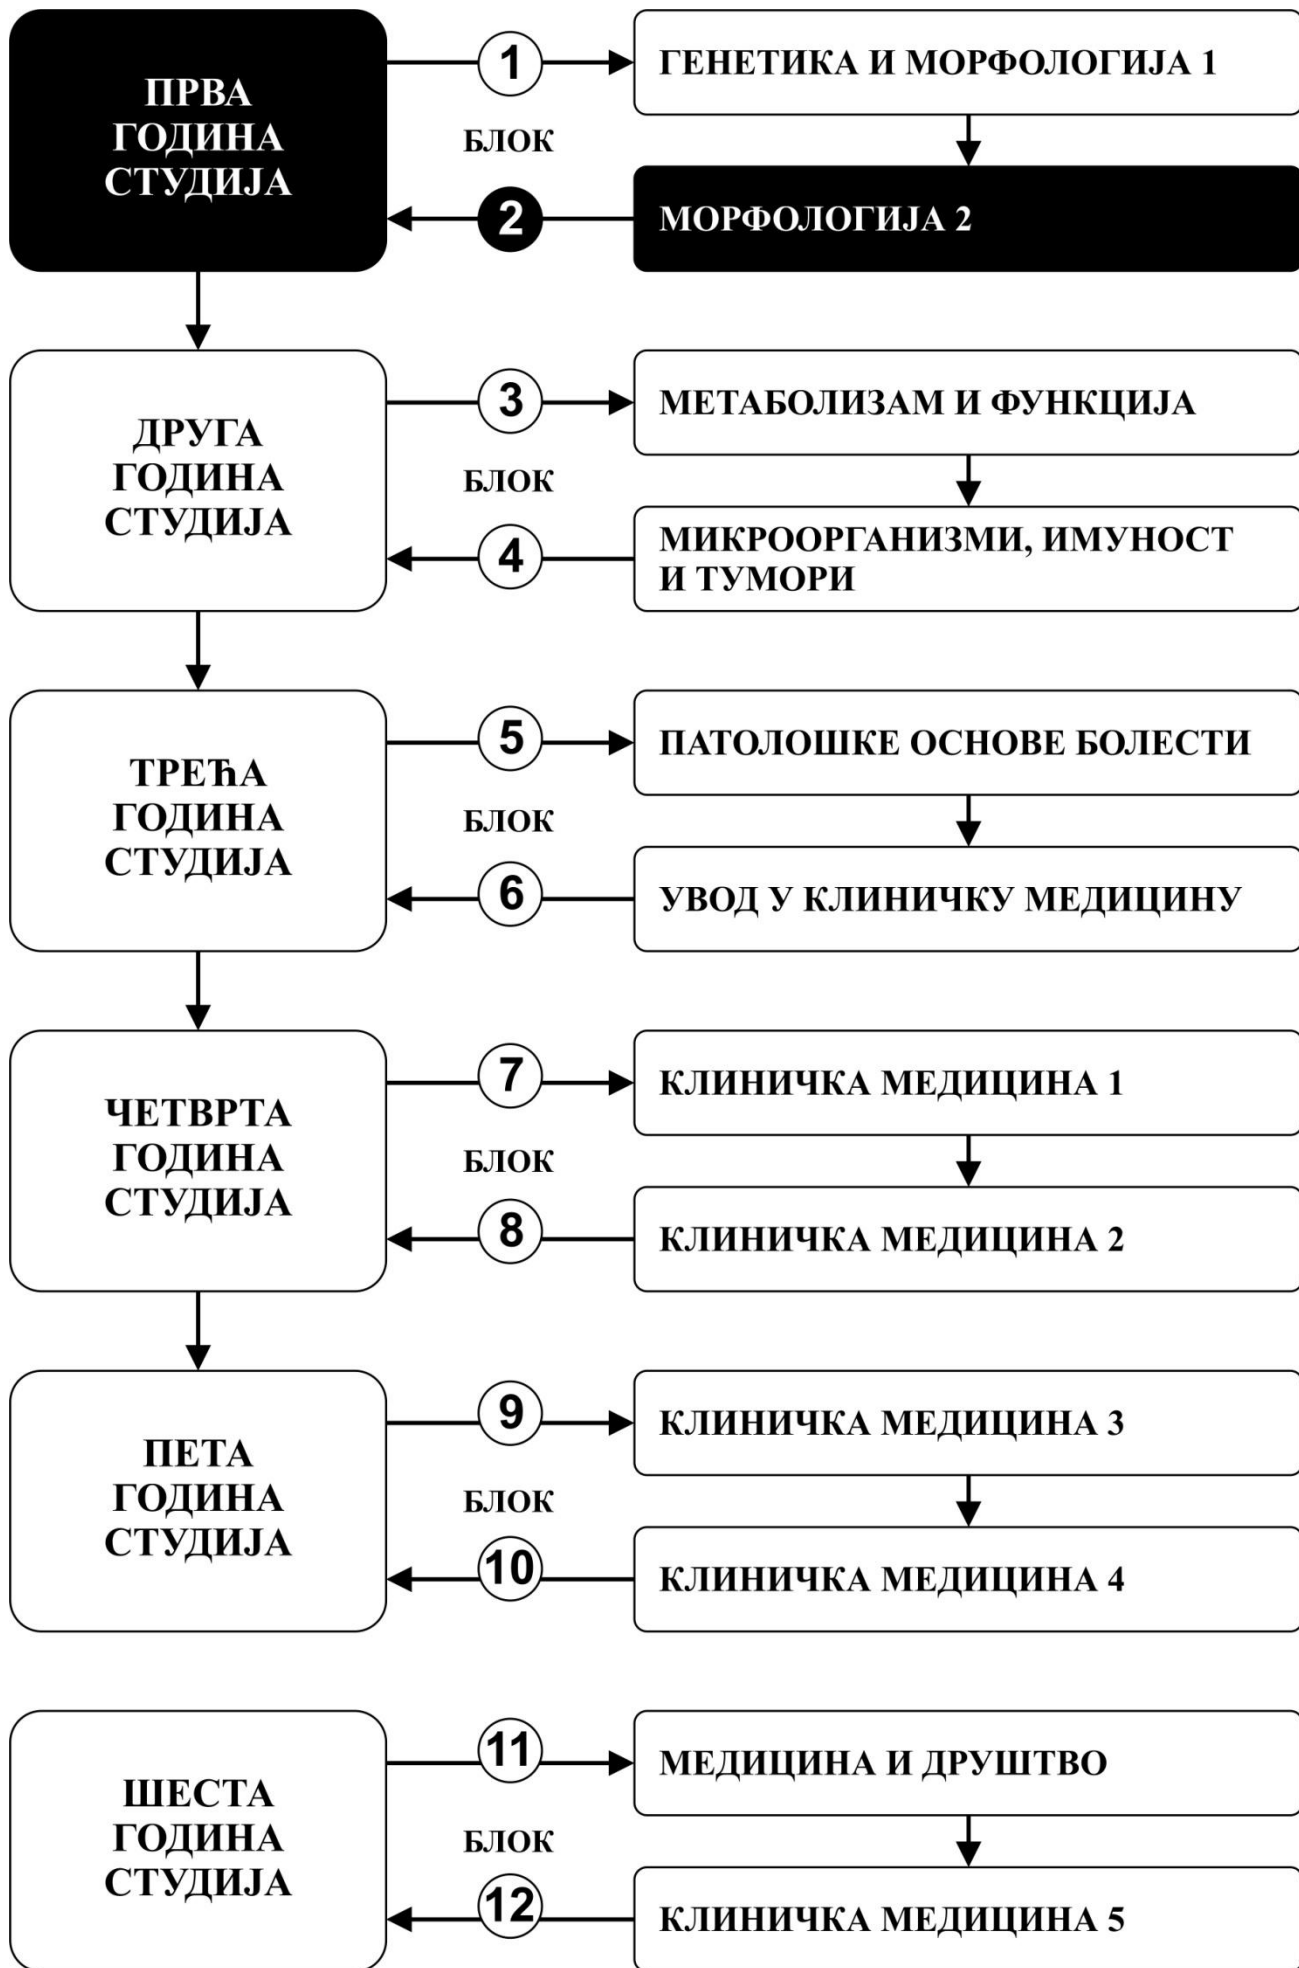 ПРВА
ГОДИНА
СТУДИЈА
1
ГЕНЕТИКА И МОРФОЛОГИЈА 1
БЛОК
2
МОРФОЛОГИЈА 2
ДРУГА
ГОДИНА
СТУДИЈА
3
МЕТАБОЛИЗАМ И ФУНКЦИЈА
БЛОК
4
МИКРООРГАНИЗМИ, ИМУНОСТ
И ТУМОРИ
ТРЕЋА
ГОДИНА
СТУДИЈА
5
ПАТОЛОШКЕ ОСНОВЕ БОЛЕСТИ
БЛОК
6
УВОД У КЛИНИЧКУ МЕДИЦИНУ
ЧЕТВРТА
ГОДИНА
СТУДИЈА
7
КЛИНИЧКА МЕДИЦИНА 1
БЛОК
8
КЛИНИЧКА МЕДИЦИНА 2
ПЕТА
ГОДИНА
СТУДИЈА
9
КЛИНИЧКА МЕДИЦИНА 3
БЛОК
10
КЛИНИЧКА МЕДИЦИНА 4
ШЕСТА
ГОДИНА
СТУДИЈА
11
МЕДИЦИНА И ДРУШТВО
БЛОК
12
КЛИНИЧКА МЕДИЦИНА 5